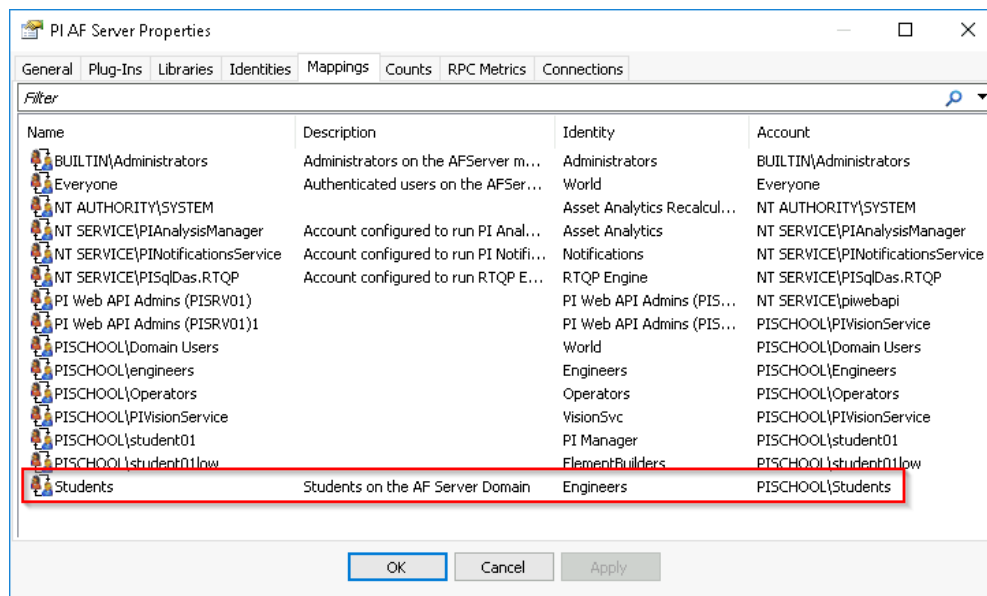 PI AF Server Properties
General Plug-Ins Libraries Identities Mappings Counts RPC Metrics Connections
Filter
Name Description Identity Account
BUILTIN\Administrators Administrators on the AFServer m... Administrators BUILTIN\Administrators
Everyone Authenticated users on the AFSer... World Everyone
NT AUTHORITY\SYSTEM Asset Analytics Recalcul... NT AUTHORITY\SYSTEM
NT SERVICE\PIAnalysisManager Account configured to run PI Anal... Asset Analytics NT SERVICE\PIAnalysisManager
NT SERVICE\PINotificationsService Account configured to run PI Notifi... Notifications NT SERVICE\PINotificationsService
NT SERVICE\PISqlDas.RTQP Account configured to run RTQP E... RTQP Engine NT SERVICE\PISqlDas.RTQP
PI Web API Admins (PISRV01) PI Web API Admins (PIS... NT SERVICE\piwebapi
PI Web API Admins (PISRV01)1 PI Web API Admins (PIS... PISCHOOL\PIVisionService
PISCHOOL\Domain Users World PISCHOOL\Domain Users
PISCHOOL\engineers Engineers PISCHOOL\Engineers
PISCHOOL\Operators Operators PISCHOOL\Operators
PISCHOOL\PIVisionService VisionSvc PISCHOOL\PIVisionService
PISCHOOL\student01 PI Manager PISCHOOL\student01
PISCHOOL\student01low ElementBuilders PISCHOOL\student01low
Students Students on the AF Server Domain Engineers PISCHOOL\Students
OK Cancel Apply